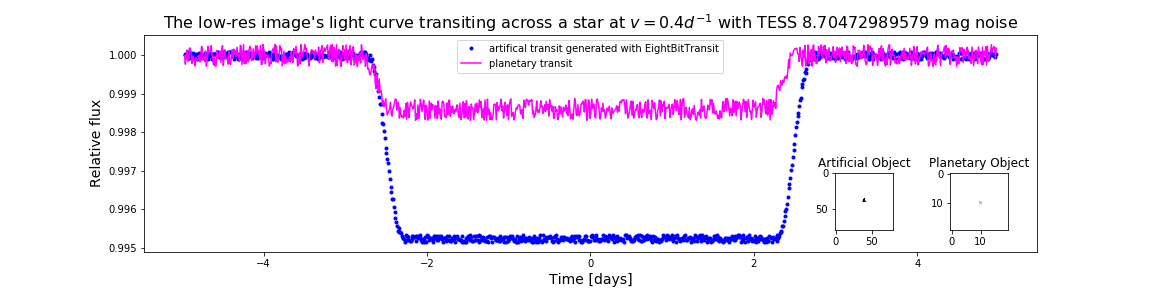 The low-res image's light curve transiting across a star at v = 0.4d⁻¹ with TESS 8.70472989579 mag noise
artifical transit generated with EightBitTransit
planetary transit
Relative flux
1.000
0.999
0.998
0.997
0.996
0.995
Artificial Object
0
50
0 50
Planetary Object
0
10
0 10
−4 −2 0 2 4
Time [days]